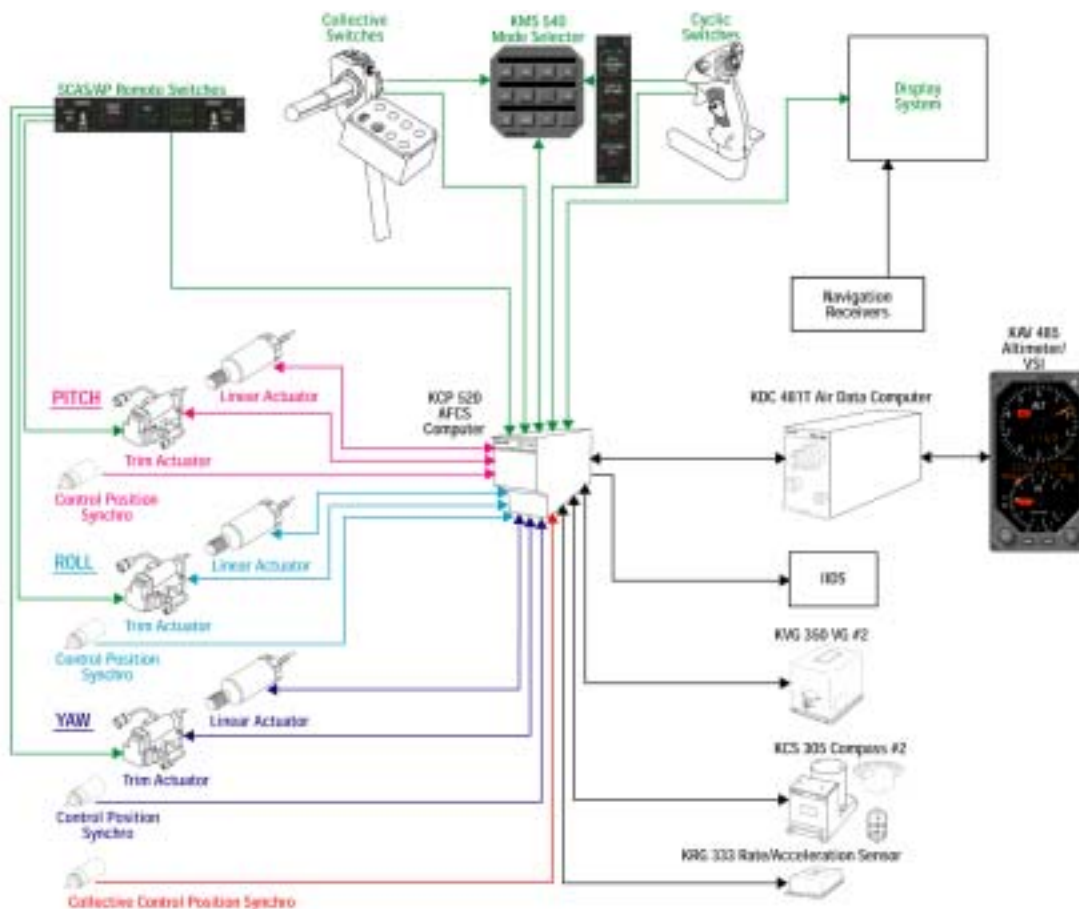 Collective
Switches
KMS 540
Mode Selector
Cyclic
Switches
SCAS/AP Remote Switches
Display
System
Navigation
Receivers
KAV 485
Altimeter/
VSI
PITCH
Linear Actuator
KCP 520
AFCS
Computer
KDC 481T Air Data Computer
Trim Actuator
Control Position
Synchro
ROLL
Linear Actuator
IIDS
Trim Actuator
KVG 350 VG #2
Control Position
Synchro
YAW
Linear Actuator
KCS 305 Compass #2
Trim Actuator
Control Position
Synchro
KRG 333 Rate/Acceleration Sensor
Collective Control Position Synchro